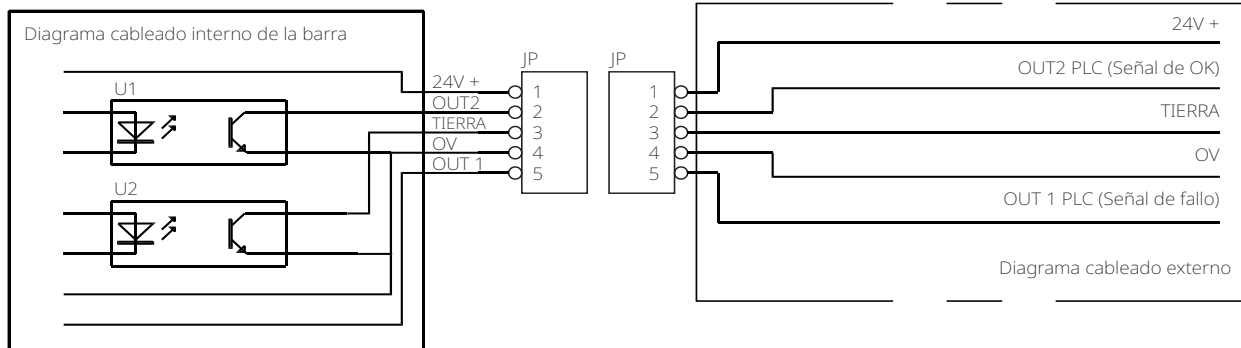 Diagrama cableado interno de la barra
U1
U2
24V +
OUT2
TIERRA
OV
OUT 1
JP
1
2
3
4
5
JP
1
2
3
4
5
24V +
OUT2 PLC (Señal de OK)
TIERRA
OV
OUT 1 PLC (Señal de fallo)
Diagrama cableado externo